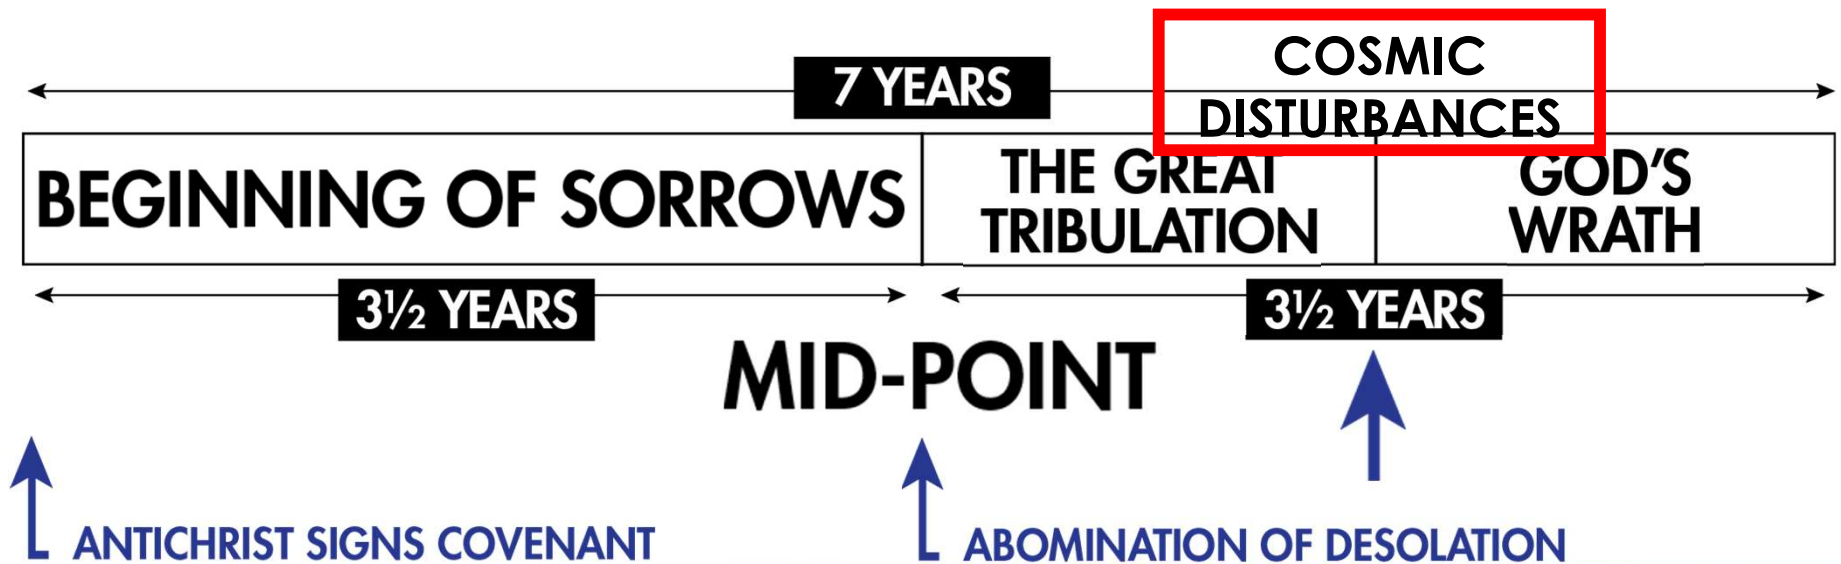 COSMIC
DISTURBANCES
7 YEARS
BEGINNING OF SORROWS
THE GREAT
TRIBULATION
GOD'S
WRATH
3½ YEARS
3½ YEARS
MID-POINT
ANTICHRIST SIGNS COVENANT
ABOMINATION OF DESOLATION